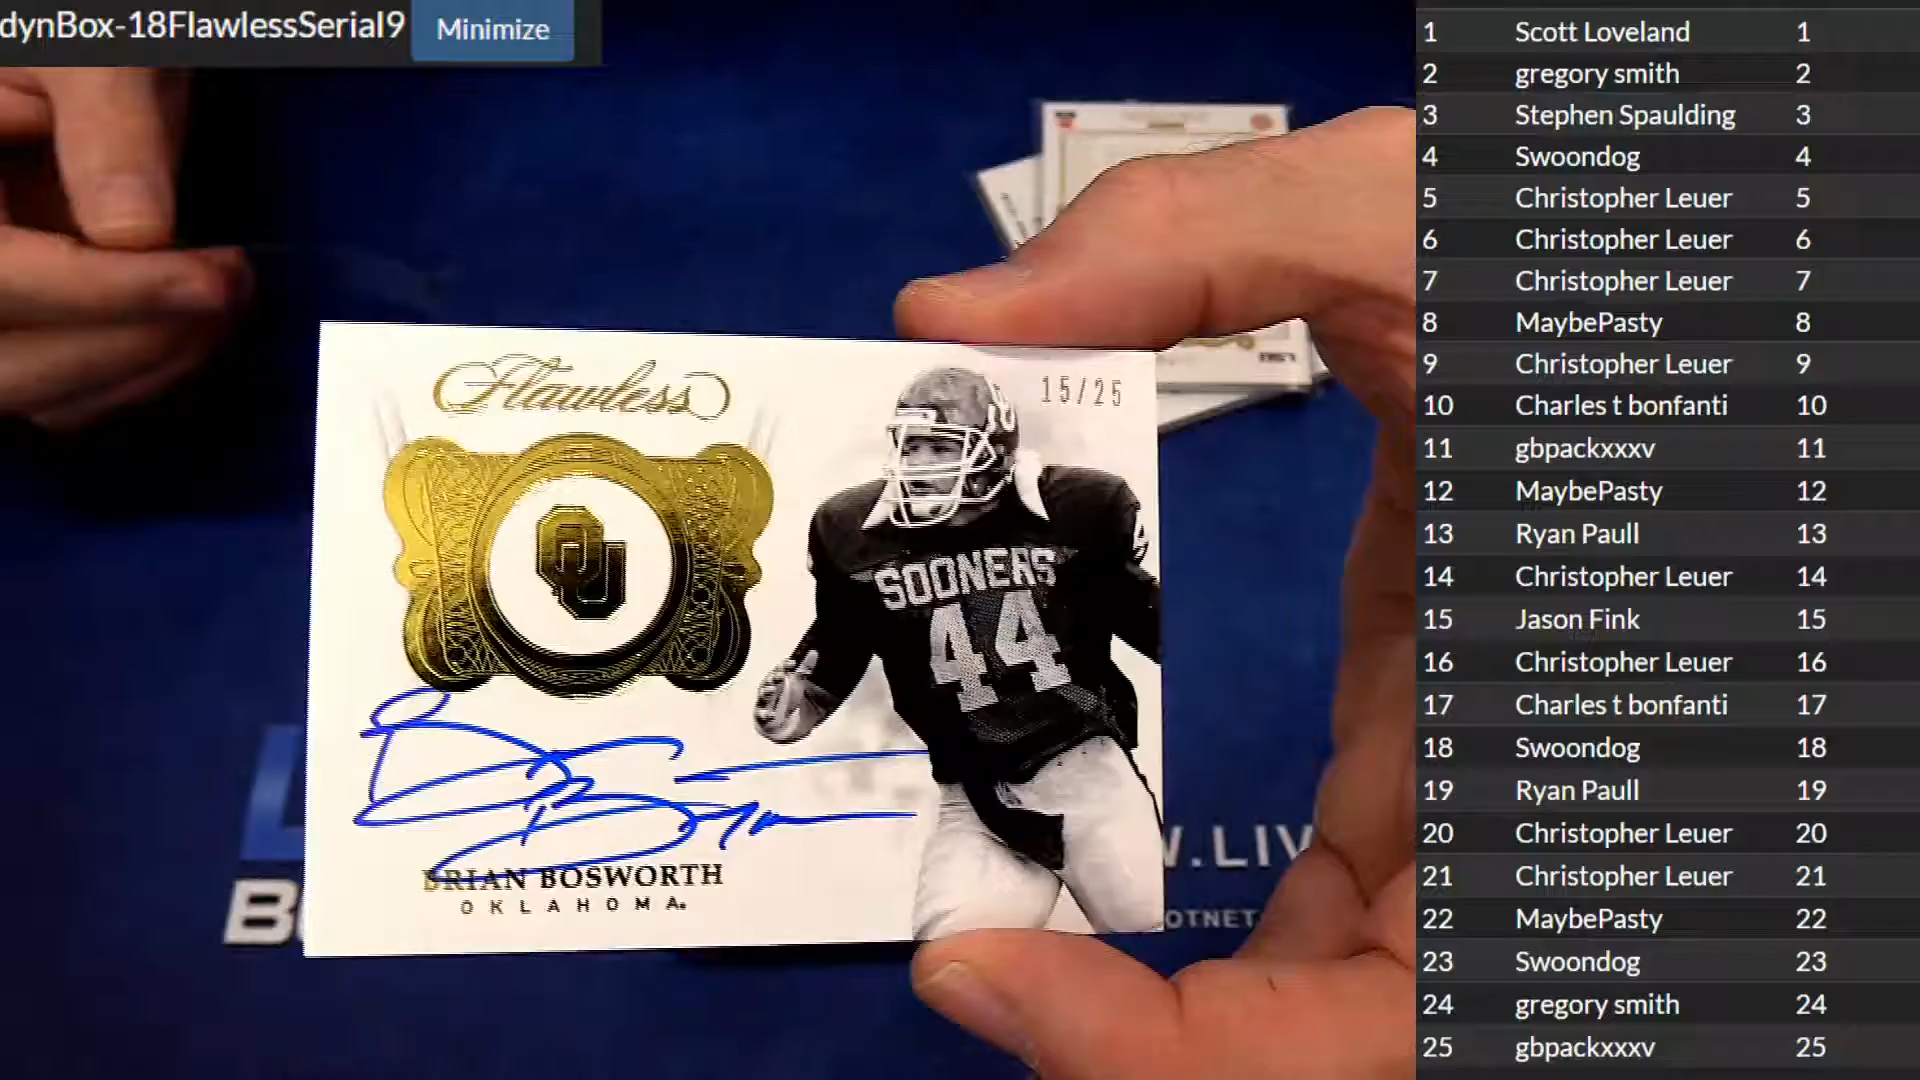 dynBox-18FlawlessSerial9
Minimize
Flawless
15/25
OU
SOONERS
44
BRIAN BOSWORTH
OKLAHOMA
W.LIV
OTNET
1 Scott Loveland 1
2 gregory smith 2
3 Stephen Spaulding 3
4 Swoondog 4
5 Christopher Leuer 5
6 Christopher Leuer 6
7 Christopher Leuer 7
8 MaybePasty 8
9 Christopher Leuer 9
10 Charles t bonfanti 10
11 gbpackxxxv 11
12 MaybePasty 12
13 Ryan Paull 13
14 Christopher Leuer 14
15 Jason Fink 15
16 Christopher Leuer 16
17 Charles t bonfanti 17
18 Swoondog 18
19 Ryan Paull 19
20 Christopher Leuer 20
21 Christopher Leuer 21
22 MaybePasty 22
23 Swoondog 23
24 gregory smith 24
25 gbpackxxxv 25